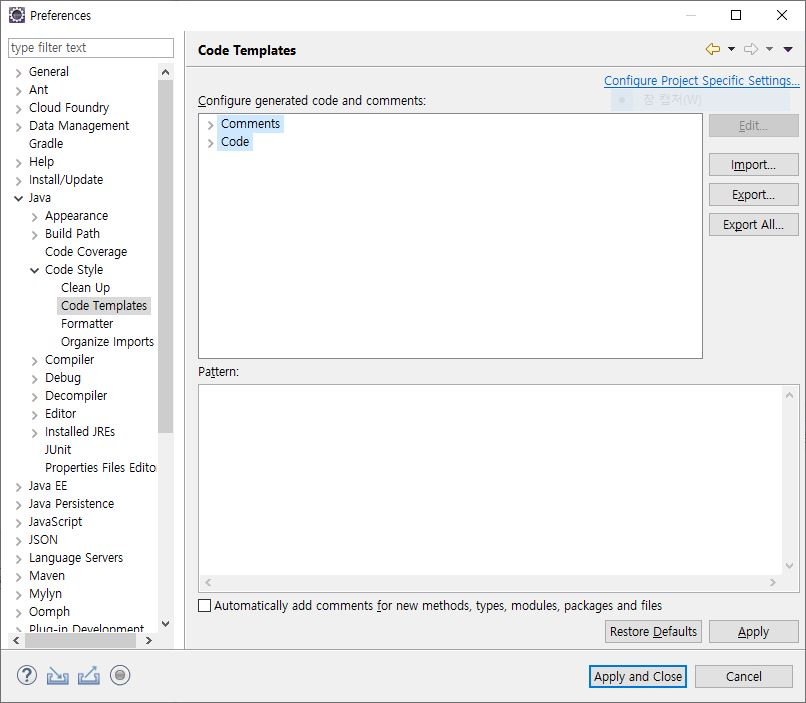 Preferences
type filter text
General
Ant
Cloud Foundry
Data Management
Gradle
Help
Install/Update
Java
Appearance
Build Path
Code Coverage
Code Style
Clean Up
Code Templates
Formatter
Organize Imports
Compiler
Debug
Decompiler
Editor
Installed JREs
JUnit
Properties Files Edito
Java EE
Java Persistence
JavaScript
JSON
Language Servers
Maven
Mylyn
Oomph
Plug-in Development
Code Templates
Configure Project Specific Settings...
창 캡처(W)
Configure generated code and comments:
Comments
Code
Edit...
Import...
Export...
Export All...
Pattern:
Automatically add comments for new methods, types, modules, packages and files
Restore Defaults
Apply
Apply and Close
Cancel